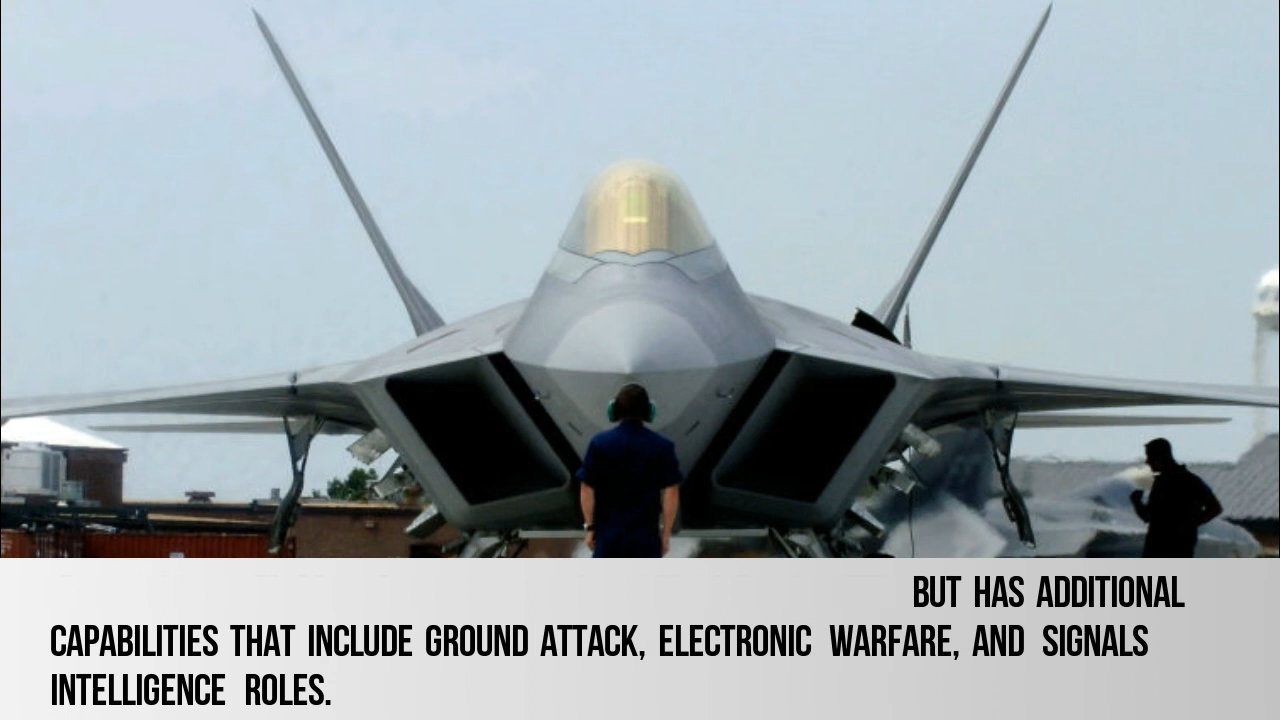 BUT HAS ADDITIONAL
CAPABILITIES THAT INCLUDE GROUND ATTACK, ELECTRONIC WARFARE, AND SIGNALS
INTELLIGENCE ROLES.